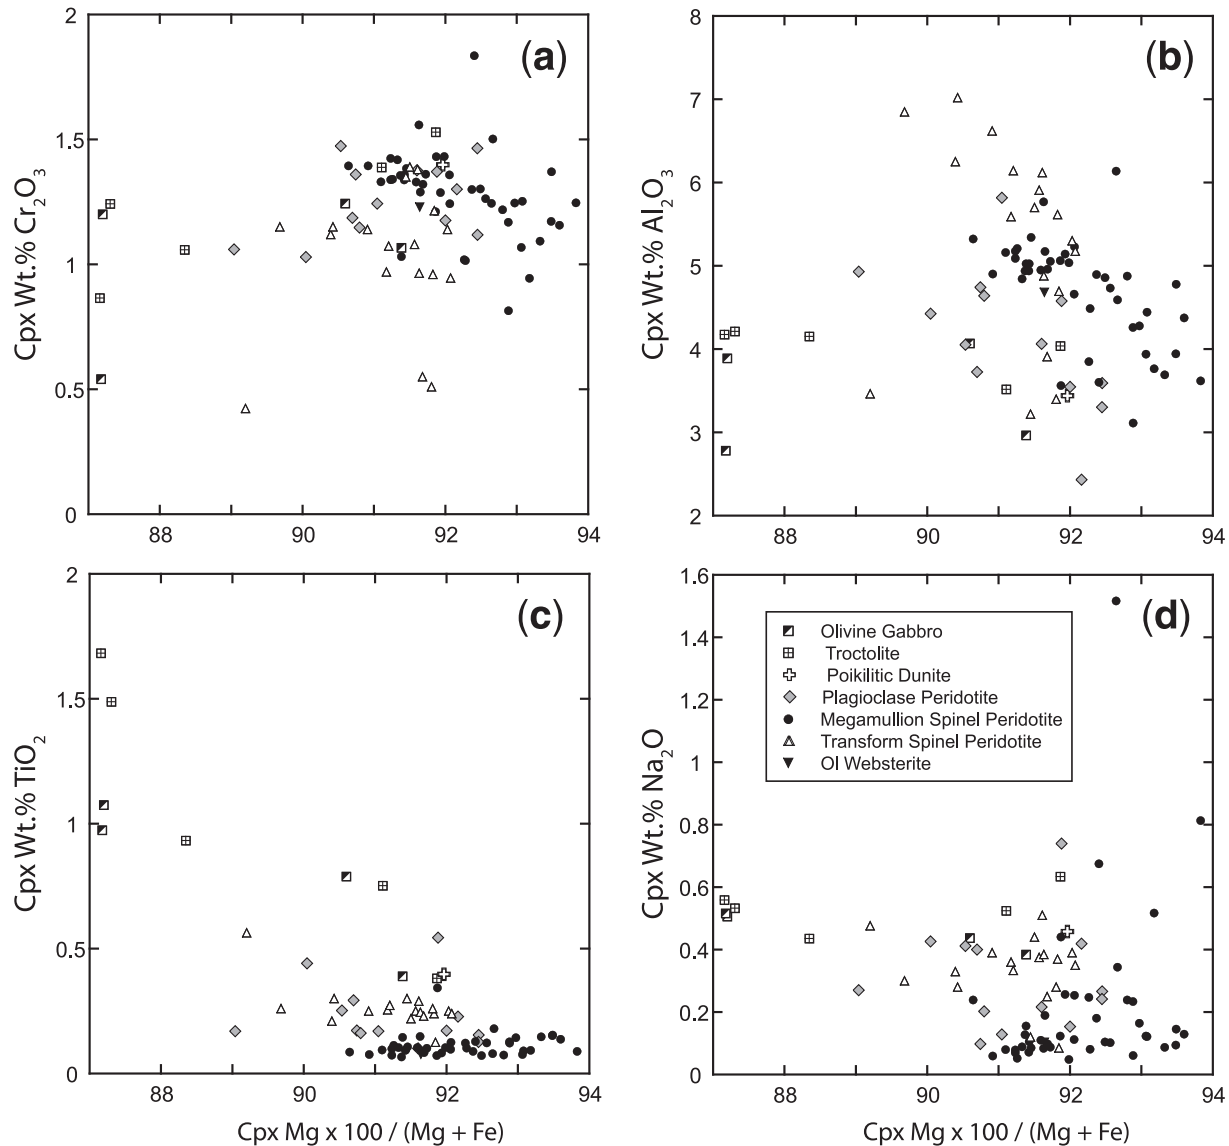 (a)
2
1.5
1
0.5
0
88
90
92
94
Cpx Wt.% Cr2O3
(b)
8
7
6
5
4
3
2
88
90
92
94
Cpx Wt.% Al2O3
(c)
2
1.5
1
0.5
0
88
90
92
94
Cpx Wt.% TiO2
Cpx Mg x 100 / (Mg + Fe)
(d)
1.6
1.4
1.2
1
0.8
0.6
0.4
0.2
0
88
90
92
94
Cpx Wt.% Na2O
Cpx Mg x 100 / (Mg + Fe)
Olivine Gabbro
Troctolite
Poikilitic Dunite
Plagioclase Peridotite
Megamullion Spinel Peridotite
Transform Spinel Peridotite
Ol Websterite